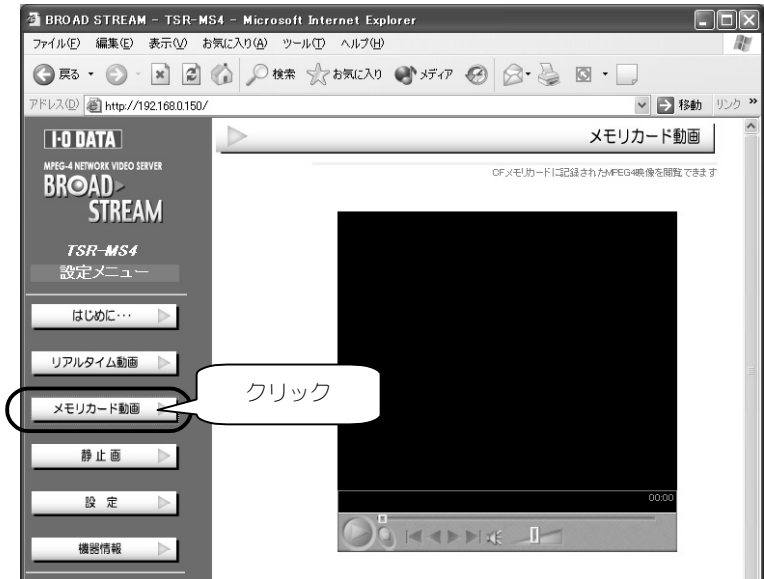 BROAD STREAM - TSR-MS4 - Microsoft Internet Explorer
ファイル(F) 編集(E) 表示(V) お気に入り(A) ツール(T) ヘルプ(H)
戻る 検索 お気に入り メディア
アドレス(D) http://192.168.0.150/ 移動 リンク »
I-O DATA
MPEG-4 NETWORK VIDEO SERVER
BROAD
STREAM
TSR-MS4
設定メニュー
はじめに・・・
リアルタイム動画
メモリカード動画
静止画
設 定
機器情報
メモリカード動画
CFメモリカードに記録されたMPEG4映像を閲覧できます
クリック
00:00